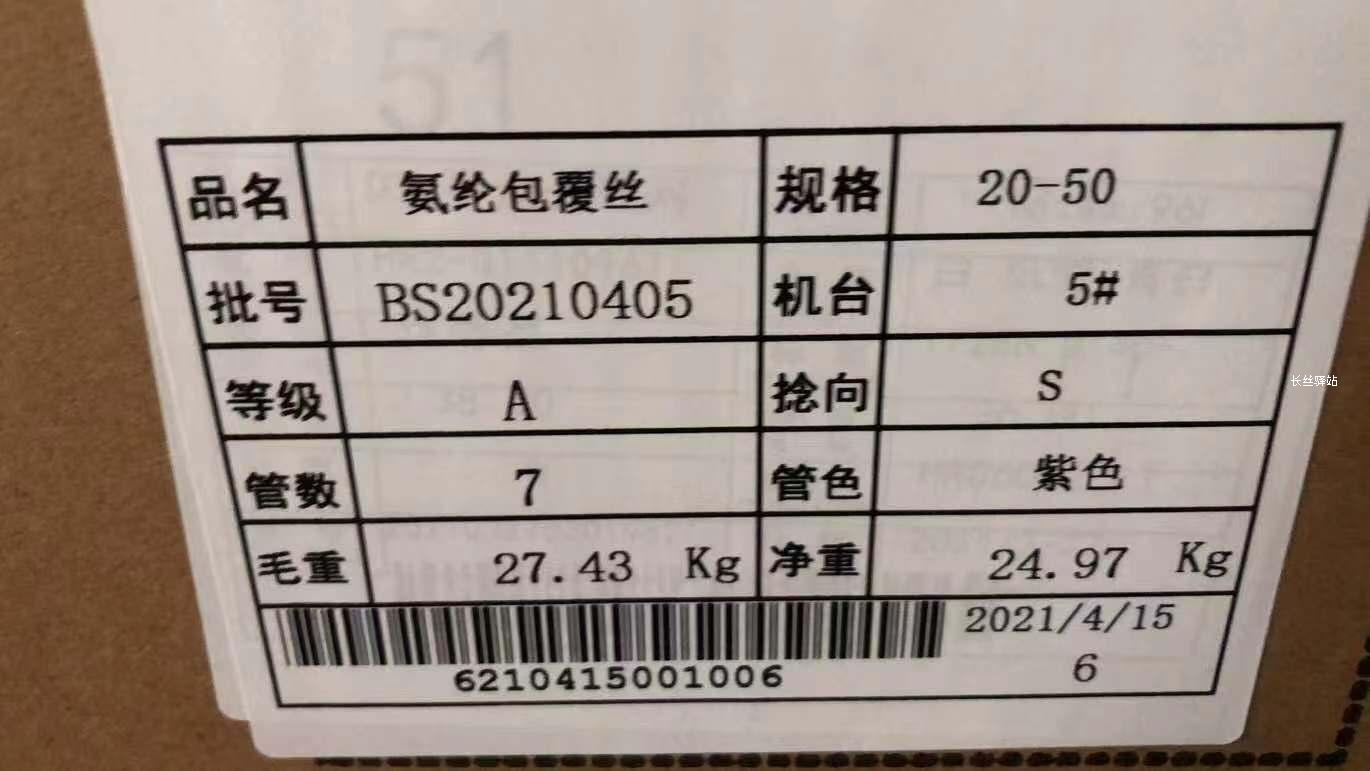 品名 氨纶包覆丝 规格 20-50
批号 BS20210405 机台 5#
等级 A 捻向 S
管数 7 管色 紫色
毛重 27.43 Kg 净重 24.97 Kg
2021/4/15
6210415001006 6
长丝驿站